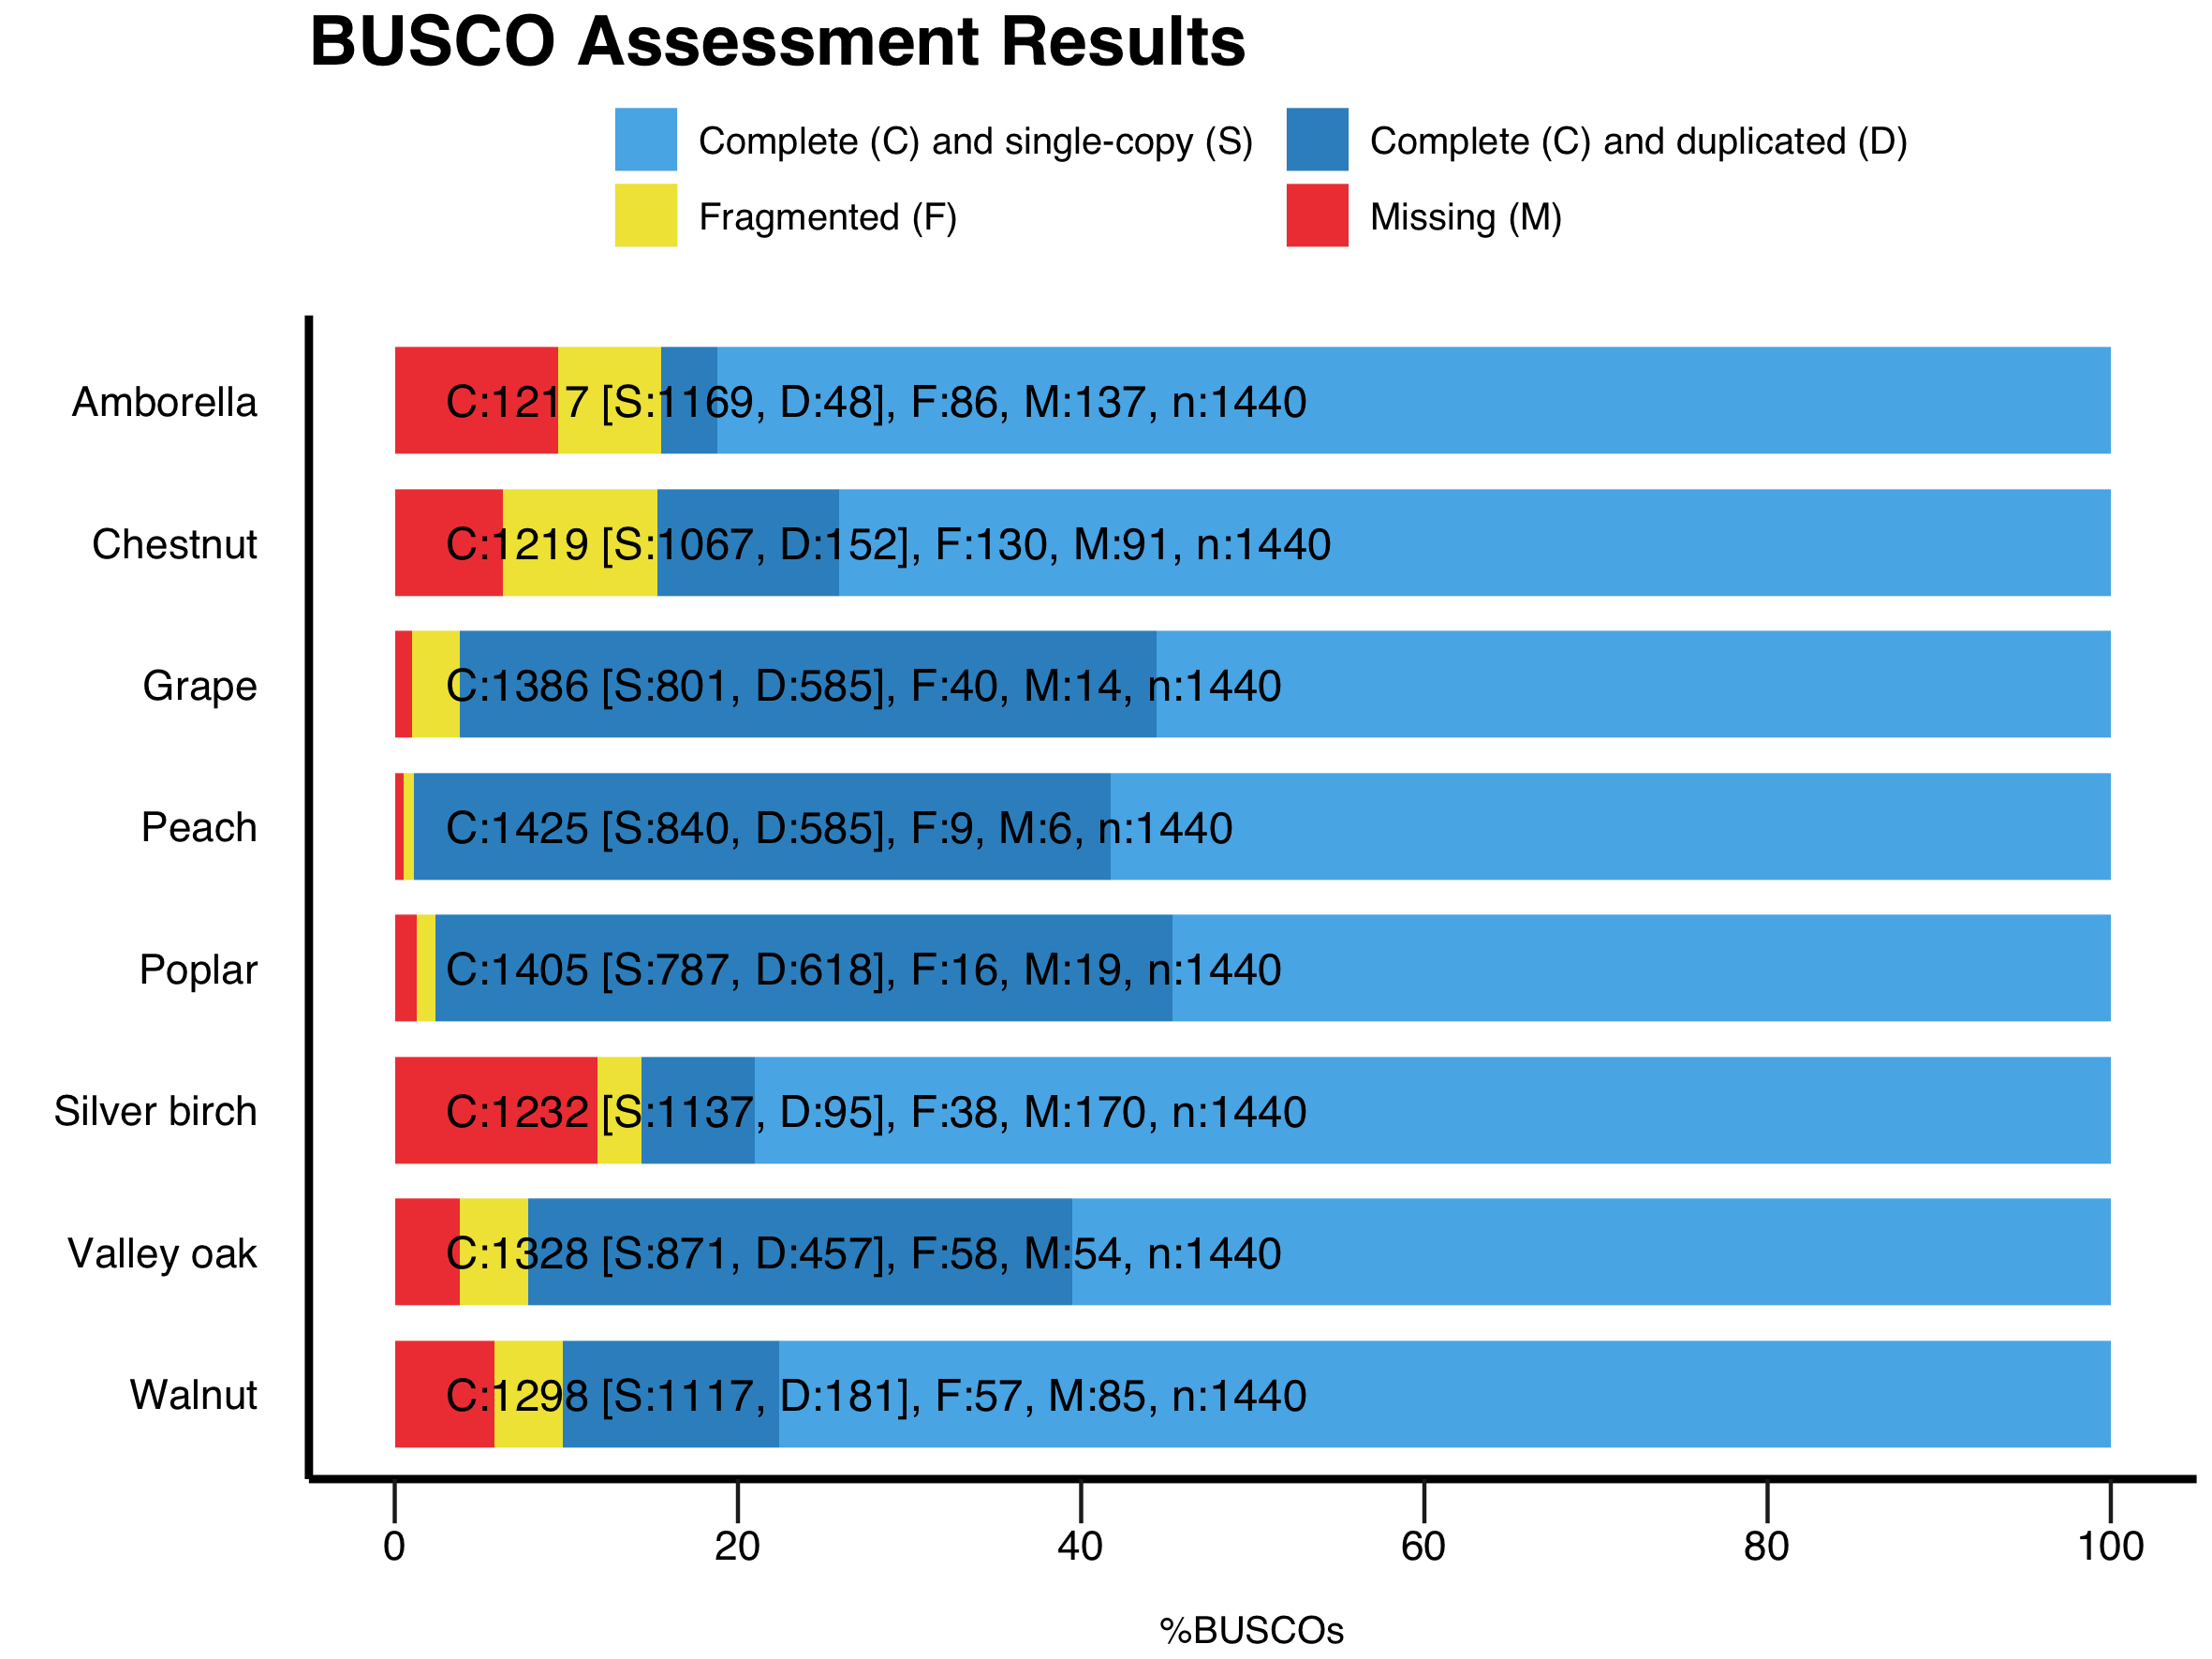 BUSCO Assessment Results
Complete (C) and single-copy (S)
Complete (C) and duplicated (D)
Fragmented (F)
Missing (M)
Amborella
C:1217 [S:1169, D:48], F:86, M:137, n:1440
Chestnut
C:1219 [S:1067, D:152], F:130, M:91, n:1440
Grape
C:1386 [S:801, D:585], F:40, M:14, n:1440
Peach
C:1425 [S:840, D:585], F:9, M:6, n:1440
Poplar
C:1405 [S:787, D:618], F:16, M:19, n:1440
Silver birch
C:1232 [S:1137, D:95], F:38, M:170, n:1440
Valley oak
C:1328 [S:871, D:457], F:58, M:54, n:1440
Walnut
C:1298 [S:1117, D:181], F:57, M:85, n:1440
0 20 40 60 80 100
%BUSCOs